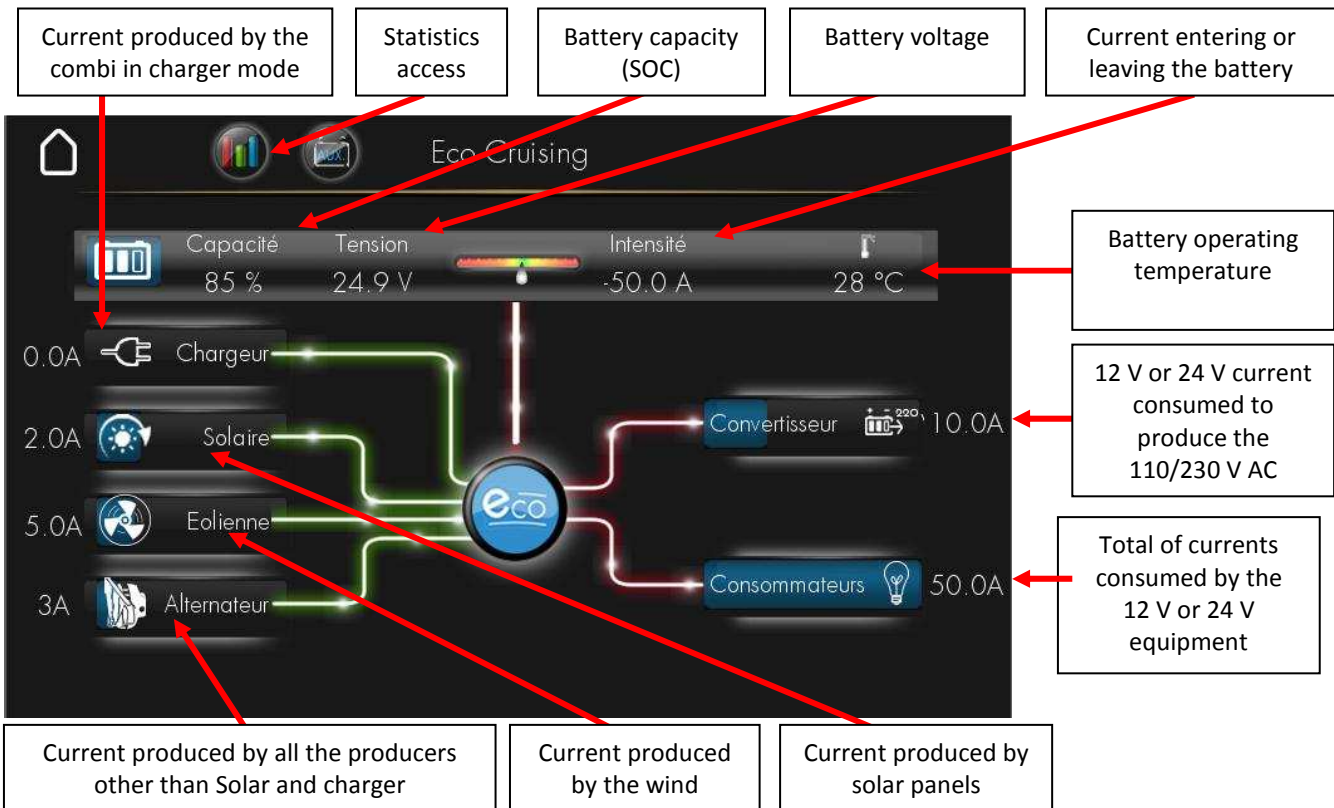 Current produced by the
combi in charger mode
Statistics
access
Battery capacity
(SOC)
Battery voltage
Current entering or
leaving the battery
AUX.
Eco Cruising
Capacité
85 %
Tension
24.9 V
Intensité
-50.0 A
28 °C
Battery operating
temperature
0.0A
Chargeur
2.0A
Solaire
5.0A
Eolienne
3A
Alternateur
eco
Convertisseur
220
10.0A
Consommateurs
50.0A
12 V or 24 V current
consumed to
produce the
110/230 V AC
Total of currents
consumed by the
12 V or 24 V
equipment
Current produced by all the producers
other than Solar and charger
Current produced
by the wind
Current produced by
solar panels